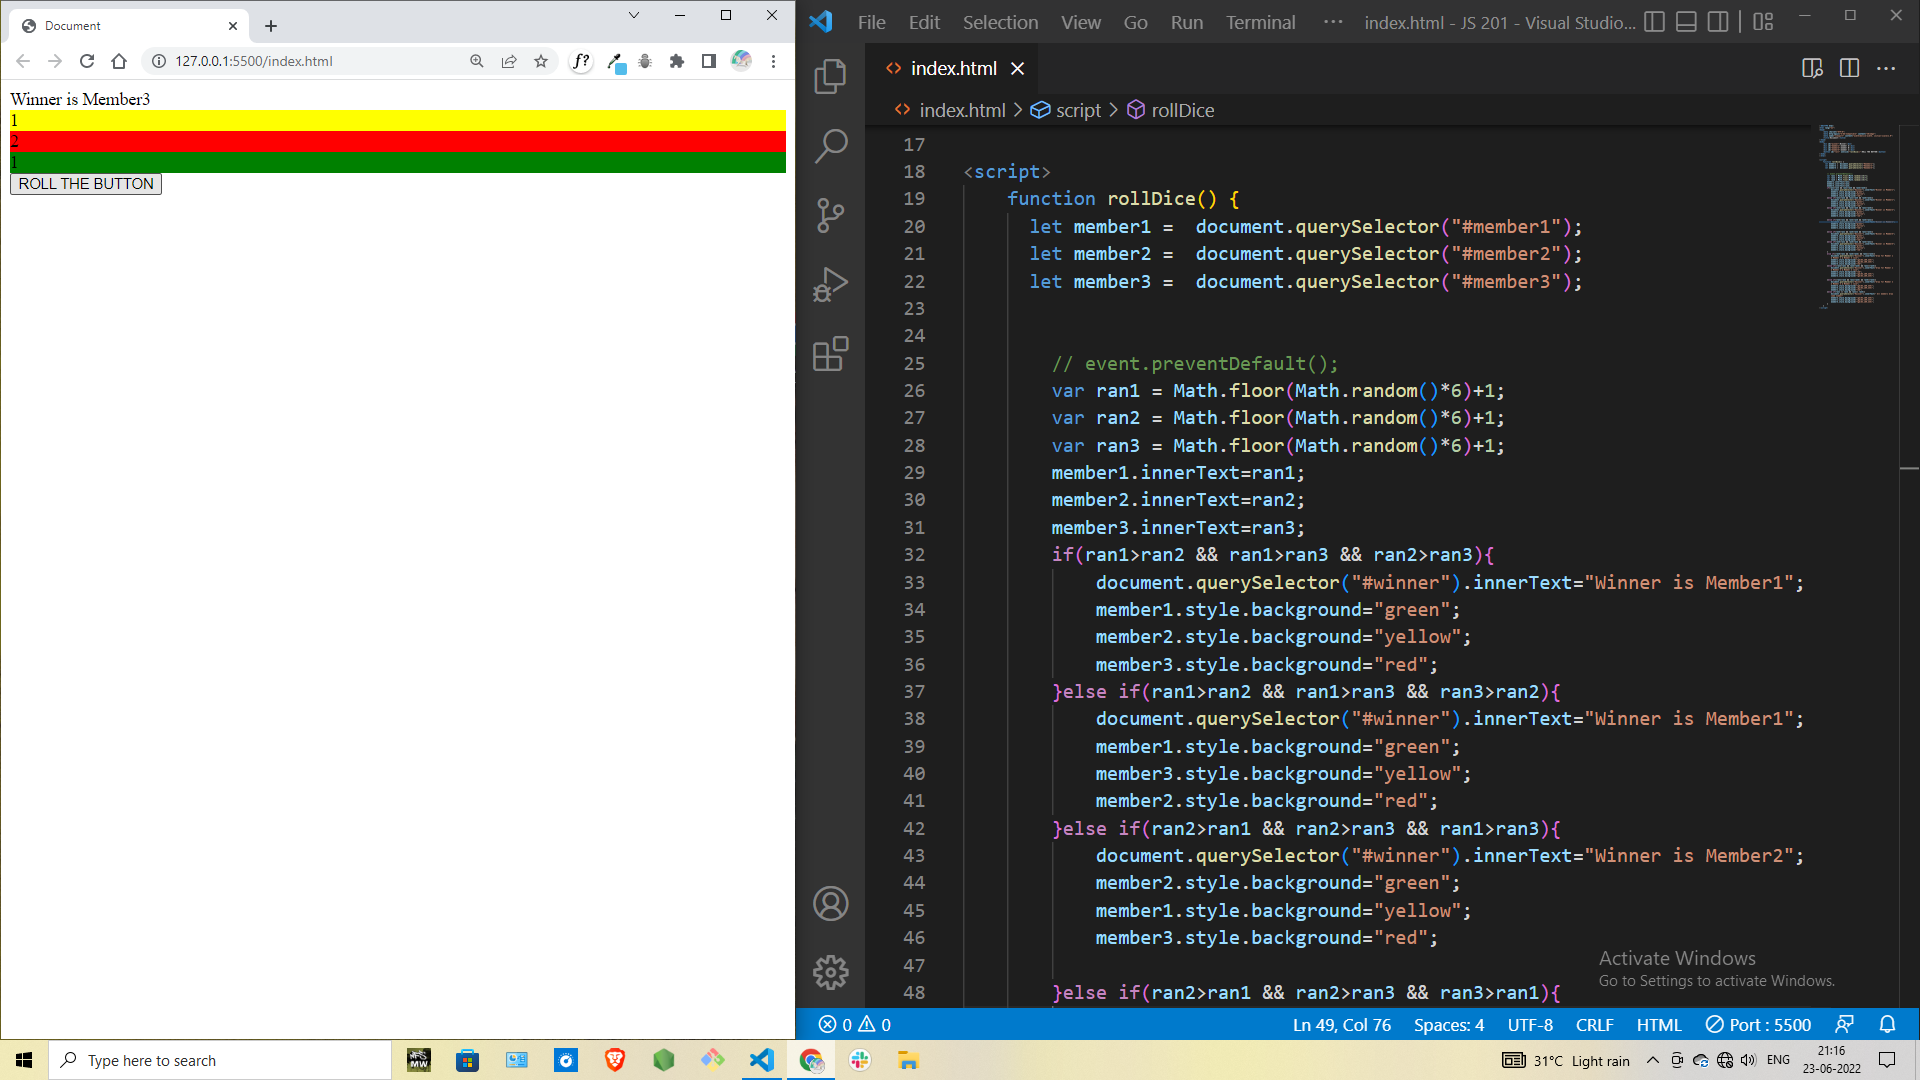 Document
127.0.0.1:5500/index.html
f?
Winner is Member3
1
2
1
ROLL THE BUTTON
File Edit Selection View Go Run Terminal ··· index.html - JS 201 - Visual Studio...
index.html
index.html > script > rollDice
17
18 <script>
19 function rollDice() {
20 let member1 =  document.querySelector("#member1");
21 let member2 =  document.querySelector("#member2");
22 let member3 =  document.querySelector("#member3");
23
24
25 // event.preventDefault();
26 var ran1 = Math.floor(Math.random()*6)+1;
27 var ran2 = Math.floor(Math.random()*6)+1;
28 var ran3 = Math.floor(Math.random()*6)+1;
29 member1.innerText=ran1;
30 member2.innerText=ran2;
31 member3.innerText=ran3;
32 if(ran1>ran2 && ran1>ran3 && ran2>ran3){
33 document.querySelector("#winner").innerText="Winner is Member1";
34 member1.style.background="green";
35 member2.style.background="yellow";
36 member3.style.background="red";
37 }else if(ran1>ran2 && ran1>ran3 && ran3>ran2){
38 document.querySelector("#winner").innerText="Winner is Member1";
39 member1.style.background="green";
40 member3.style.background="yellow";
41 member2.style.background="red";
42 }else if(ran2>ran1 && ran2>ran3 && ran1>ran3){
43 document.querySelector("#winner").innerText="Winner is Member2";
44 member2.style.background="green";
45 member1.style.background="yellow";
46 member3.style.background="red";
47
48 }else if(ran2>ran1 && ran2>ran3 && ran3>ran1){
Activate Windows
Go to Settings to activate Windows.
0 0 Ln 49, Col 76 Spaces: 4 UTF-8 CRLF HTML Port : 5500
Type here to search
MW
31°C Light rain
ENG
21:16
23-06-2022